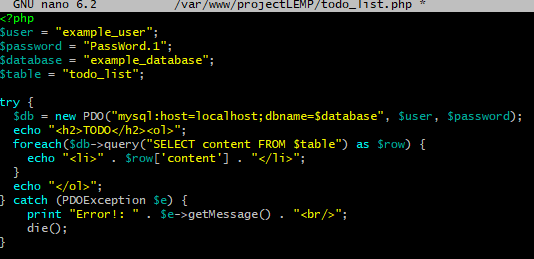 GNU nano 6.2 /var/www/projectLEMP/todo_list.php *
<?php
$user = "example_user";
$password = "PassWord.1";
$database = "example_database";
$table = "todo_list";

try {
  $db = new PDO("mysql:host=localhost;dbname=$database", $user, $password);
  echo "<h2>TODO</h2><ol>";
  foreach($db->query("SELECT content FROM $table") as $row) {
    echo "<li>" . $row['content'] . "</li>";
  }
  echo "</ol>";
} catch (PDOException $e) {
    print "Error!: " . $e->getMessage() . "<br/>";
    die();
}